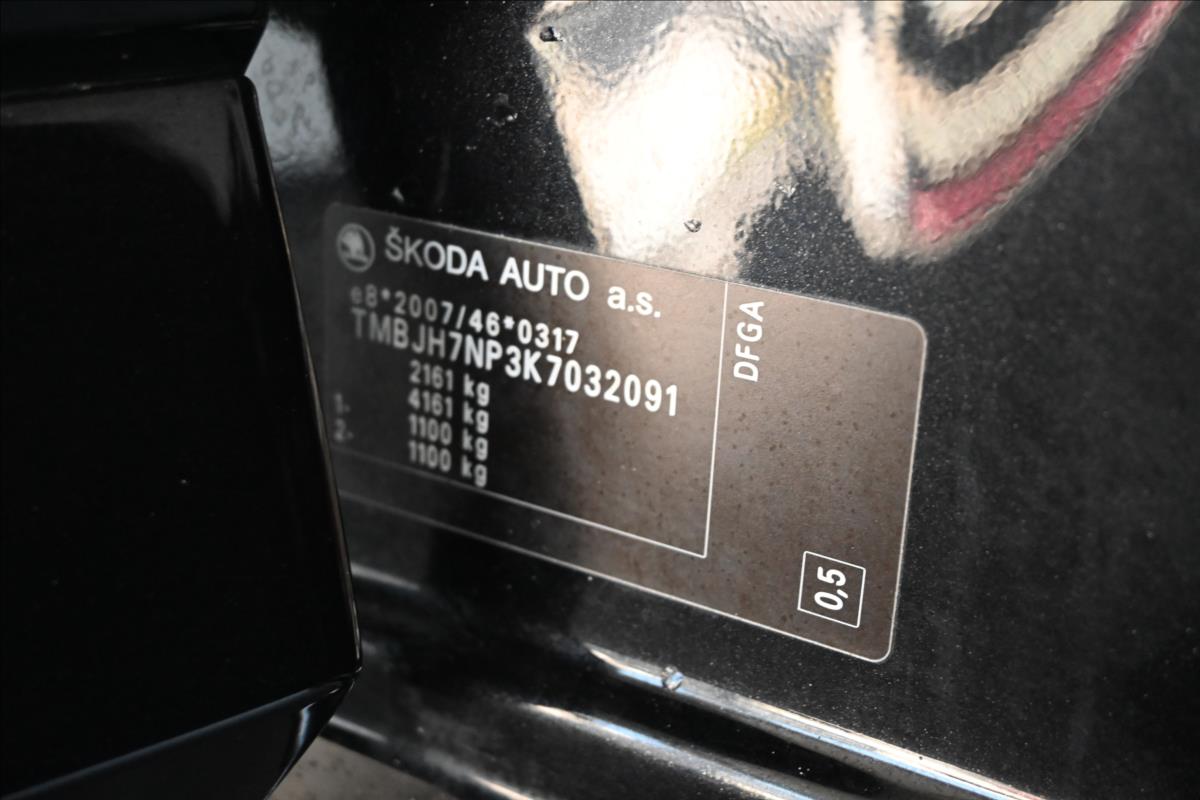 ŠKODA AUTO a.s.
e8*2007/46*0317
TMBJH7NP3K7032091
2161 kg
4161 kg
1- 1100 kg
2- 1100 kg
DFGA
0,5